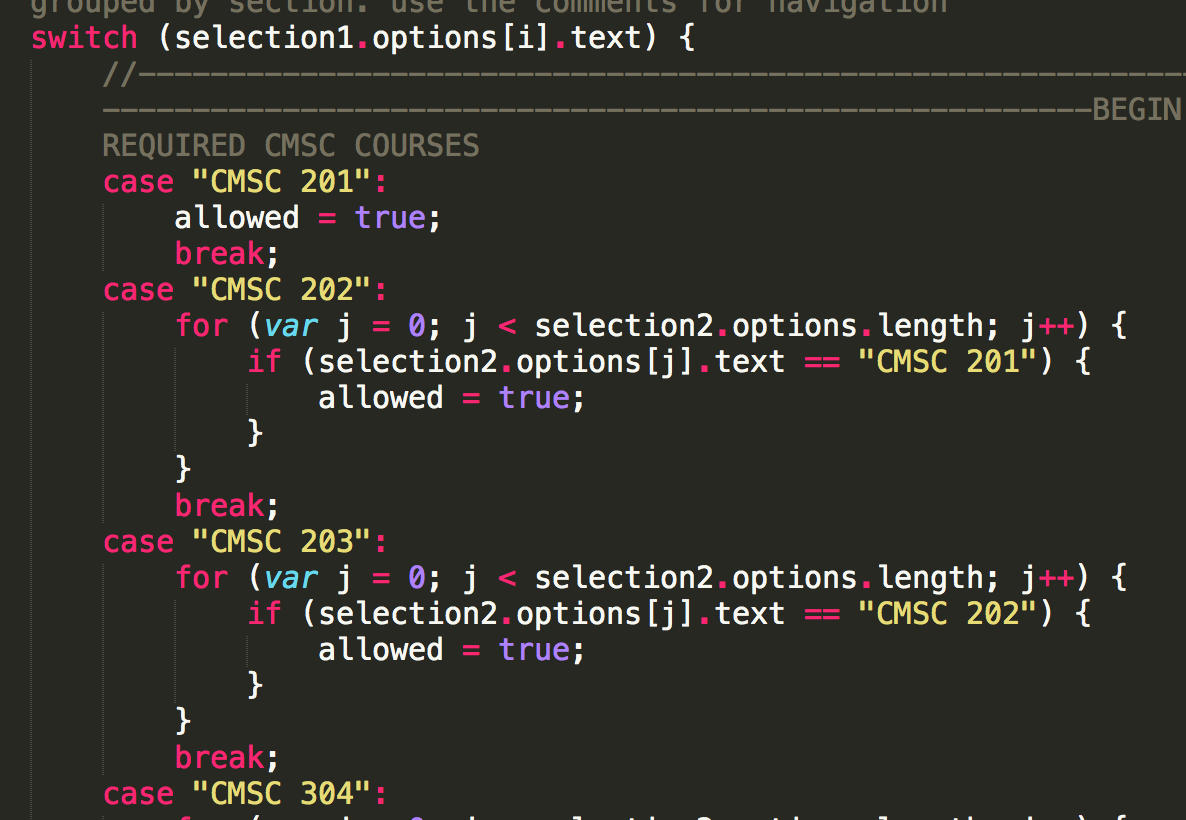 grouped by section. use the comments for navigation
switch (selection1.options[i].text) {
//----------------------------------------------------------
-------------------------------------------------------BEGIN
REQUIRED CMSC COURSES
case "CMSC 201":
allowed = true;
break;
case "CMSC 202":
for (var j = 0; j < selection2.options.length; j++) {
if (selection2.options[j].text == "CMSC 201") {
allowed = true;
}
}
break;
case "CMSC 203":
for (var j = 0; j < selection2.options.length; j++) {
if (selection2.options[j].text == "CMSC 202") {
allowed = true;
}
}
break;
case "CMSC 304":